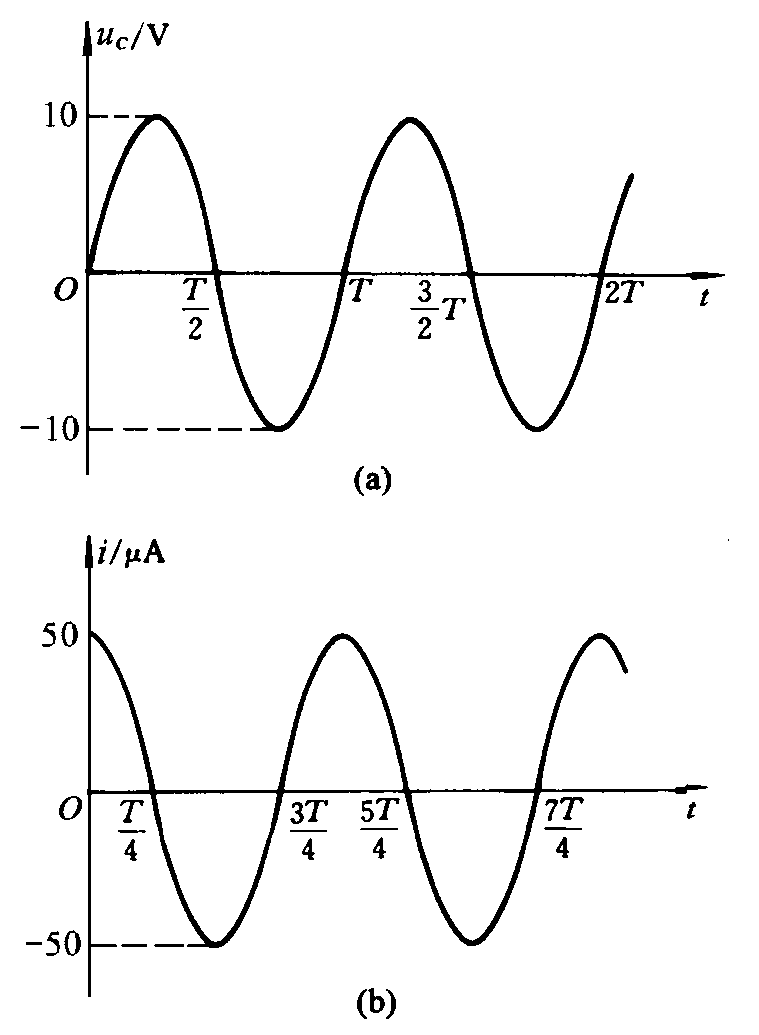 u_c/V
10
O
T/2
T
3/2 T
2T
t
−10
(a)
i/μA
50
O
T/4
3T/4
5T/4
7T/4
t
−50
(b)